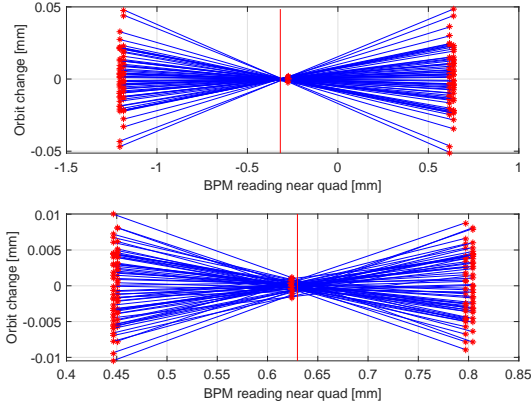 0.05
0
-0.05
Orbit change [mm]
-1.5 -1 -0.5 0 0.5 1
BPM reading near quad [mm]
0.01
0.005
0
-0.005
-0.01
Orbit change [mm]
0.4 0.45 0.5 0.55 0.6 0.65 0.7 0.75 0.8 0.85
BPM reading near quad [mm]